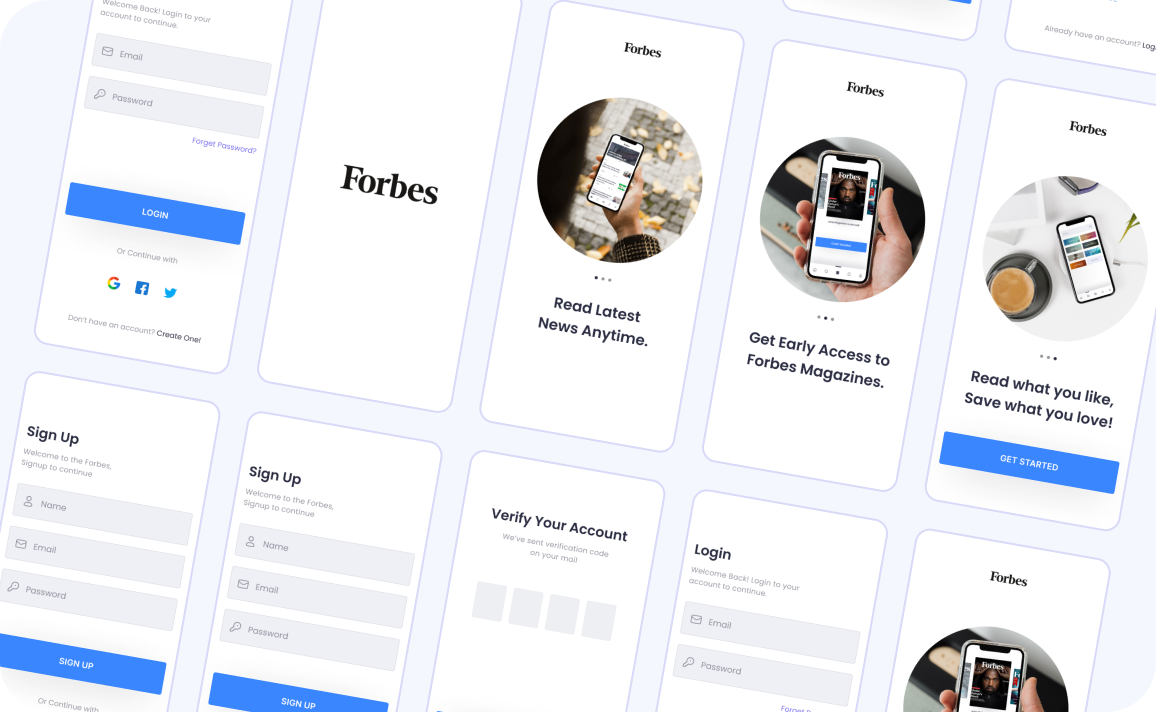 Welcome Back! Login to your
account to continue.
Email
Password
Forget Password?
LOGIN
Or Continue with
Don't have an account? Create One!
Forbes
Forbes
Read Latest
News Anytime.
Forbes
Forbes
Get Early Access to
Forbes Magazines.
Already have an account?
Forbes
Read what you like,
Save what you love!
GET STARTED
Sign Up
Welcome to the Forbes,
Signup to continue
Name
Email
Password
SIGN UP
Or Continue with
Sign Up
Welcome to the Forbes,
Signup to continue
Name
Email
Password
SIGN UP
Verify Your Account
We've sent verification code
on your mail
Login
Welcome Back! Login to your
account to continue.
Email
Password
Forbes
Forbes